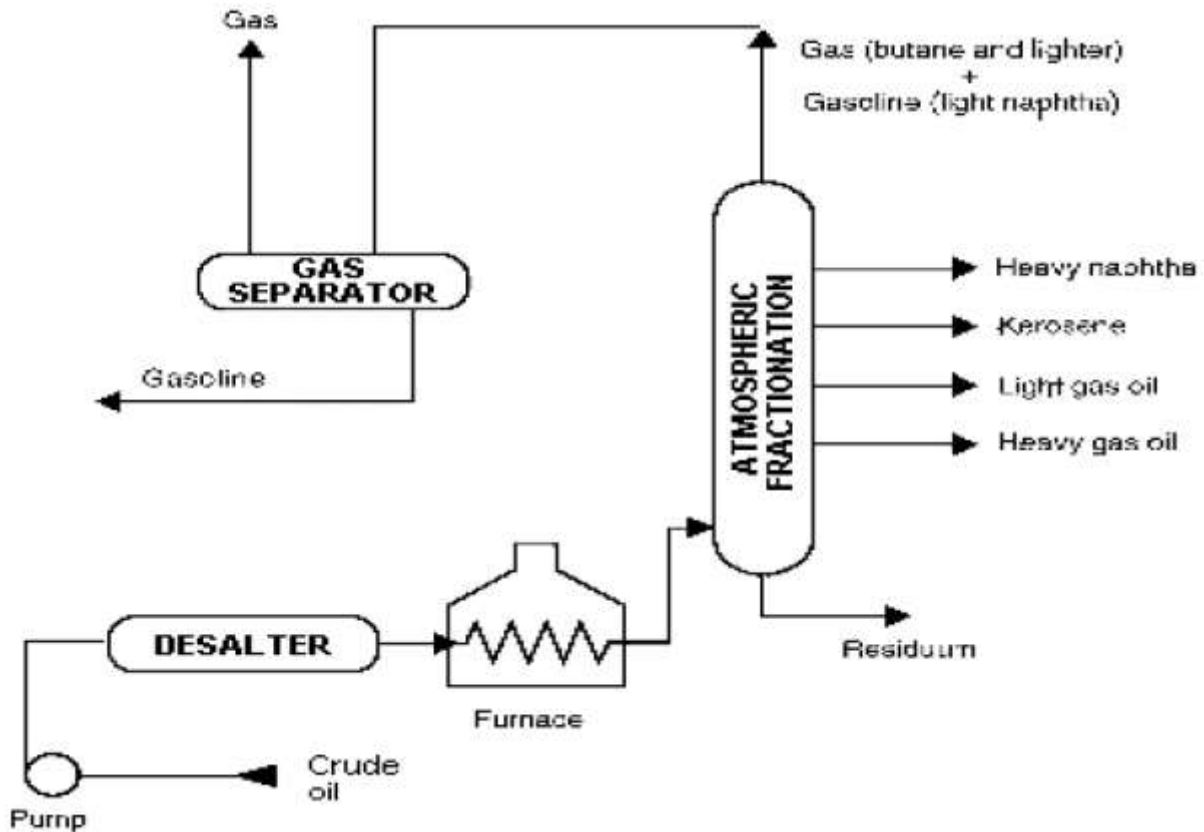 Gas
Gas (butane and lighter)
+
Gasoline (light naphtha)
GAS
SEPARATOR
Gasoline
ATMOSPHERIC
FRACTIONATION
Heavy naphtha
Kerosene
Light gas oil
Heavy gas oil
Residuum
DESALTER
Furnace
Crude
oil
Pump